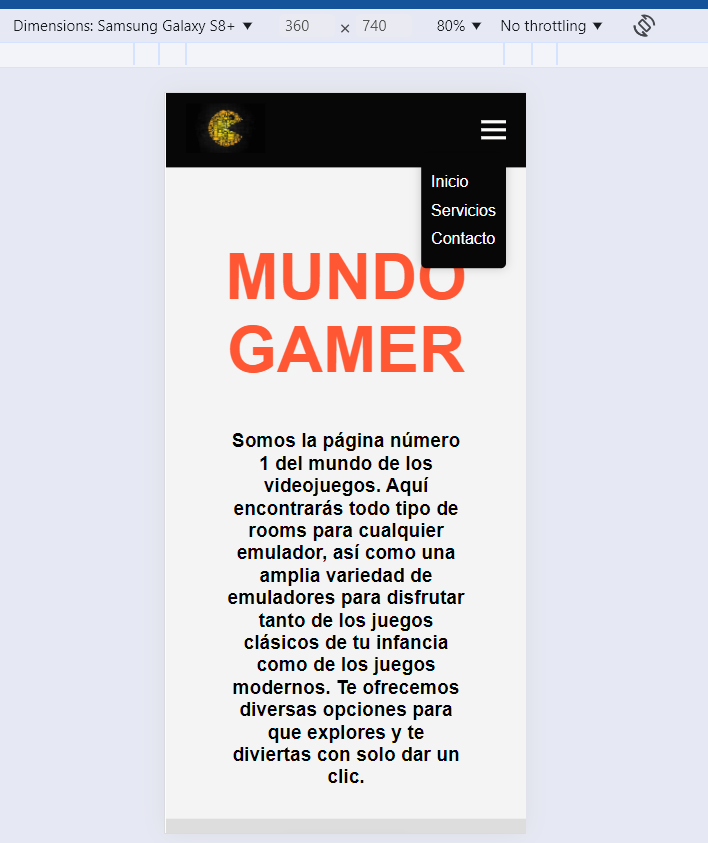 Dimensions: Samsung Galaxy S8+ ▼ 360 × 740 80% ▼ No throttling ▼
Inicio
Servicios
Contacto
MUNDO
GAMER
Somos la página número
1 del mundo de los
videojuegos. Aquí
encontrarás todo tipo de
rooms para cualquier
emulador, así como una
amplia variedad de
emuladores para disfrutar
tanto de los juegos
clásicos de tu infancia
como de los juegos
modernos. Te ofrecemos
diversas opciones para
que explores y te
diviertas con solo dar un
clic.